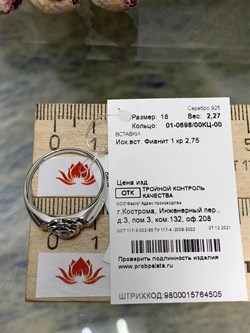 Серебро 925
Размер: 18 Вес: 2,27
Кольцо: 01-0698/00КЦ-00
ВСТАВКИ
Иск.вст. Фианит 1 кр 2,75
Цена изд.
ОТК ТРОЙНОЙ КОНТРОЛЬ КАЧЕСТВА
Адрес производства
г.Кострома, Инженерный пер.,
д.3, пом.3, ком.132, оф.208
07.12.2021
Проверить подлинность изделия
www.probpalata.ru
ШТРИХКОД:9800015764505